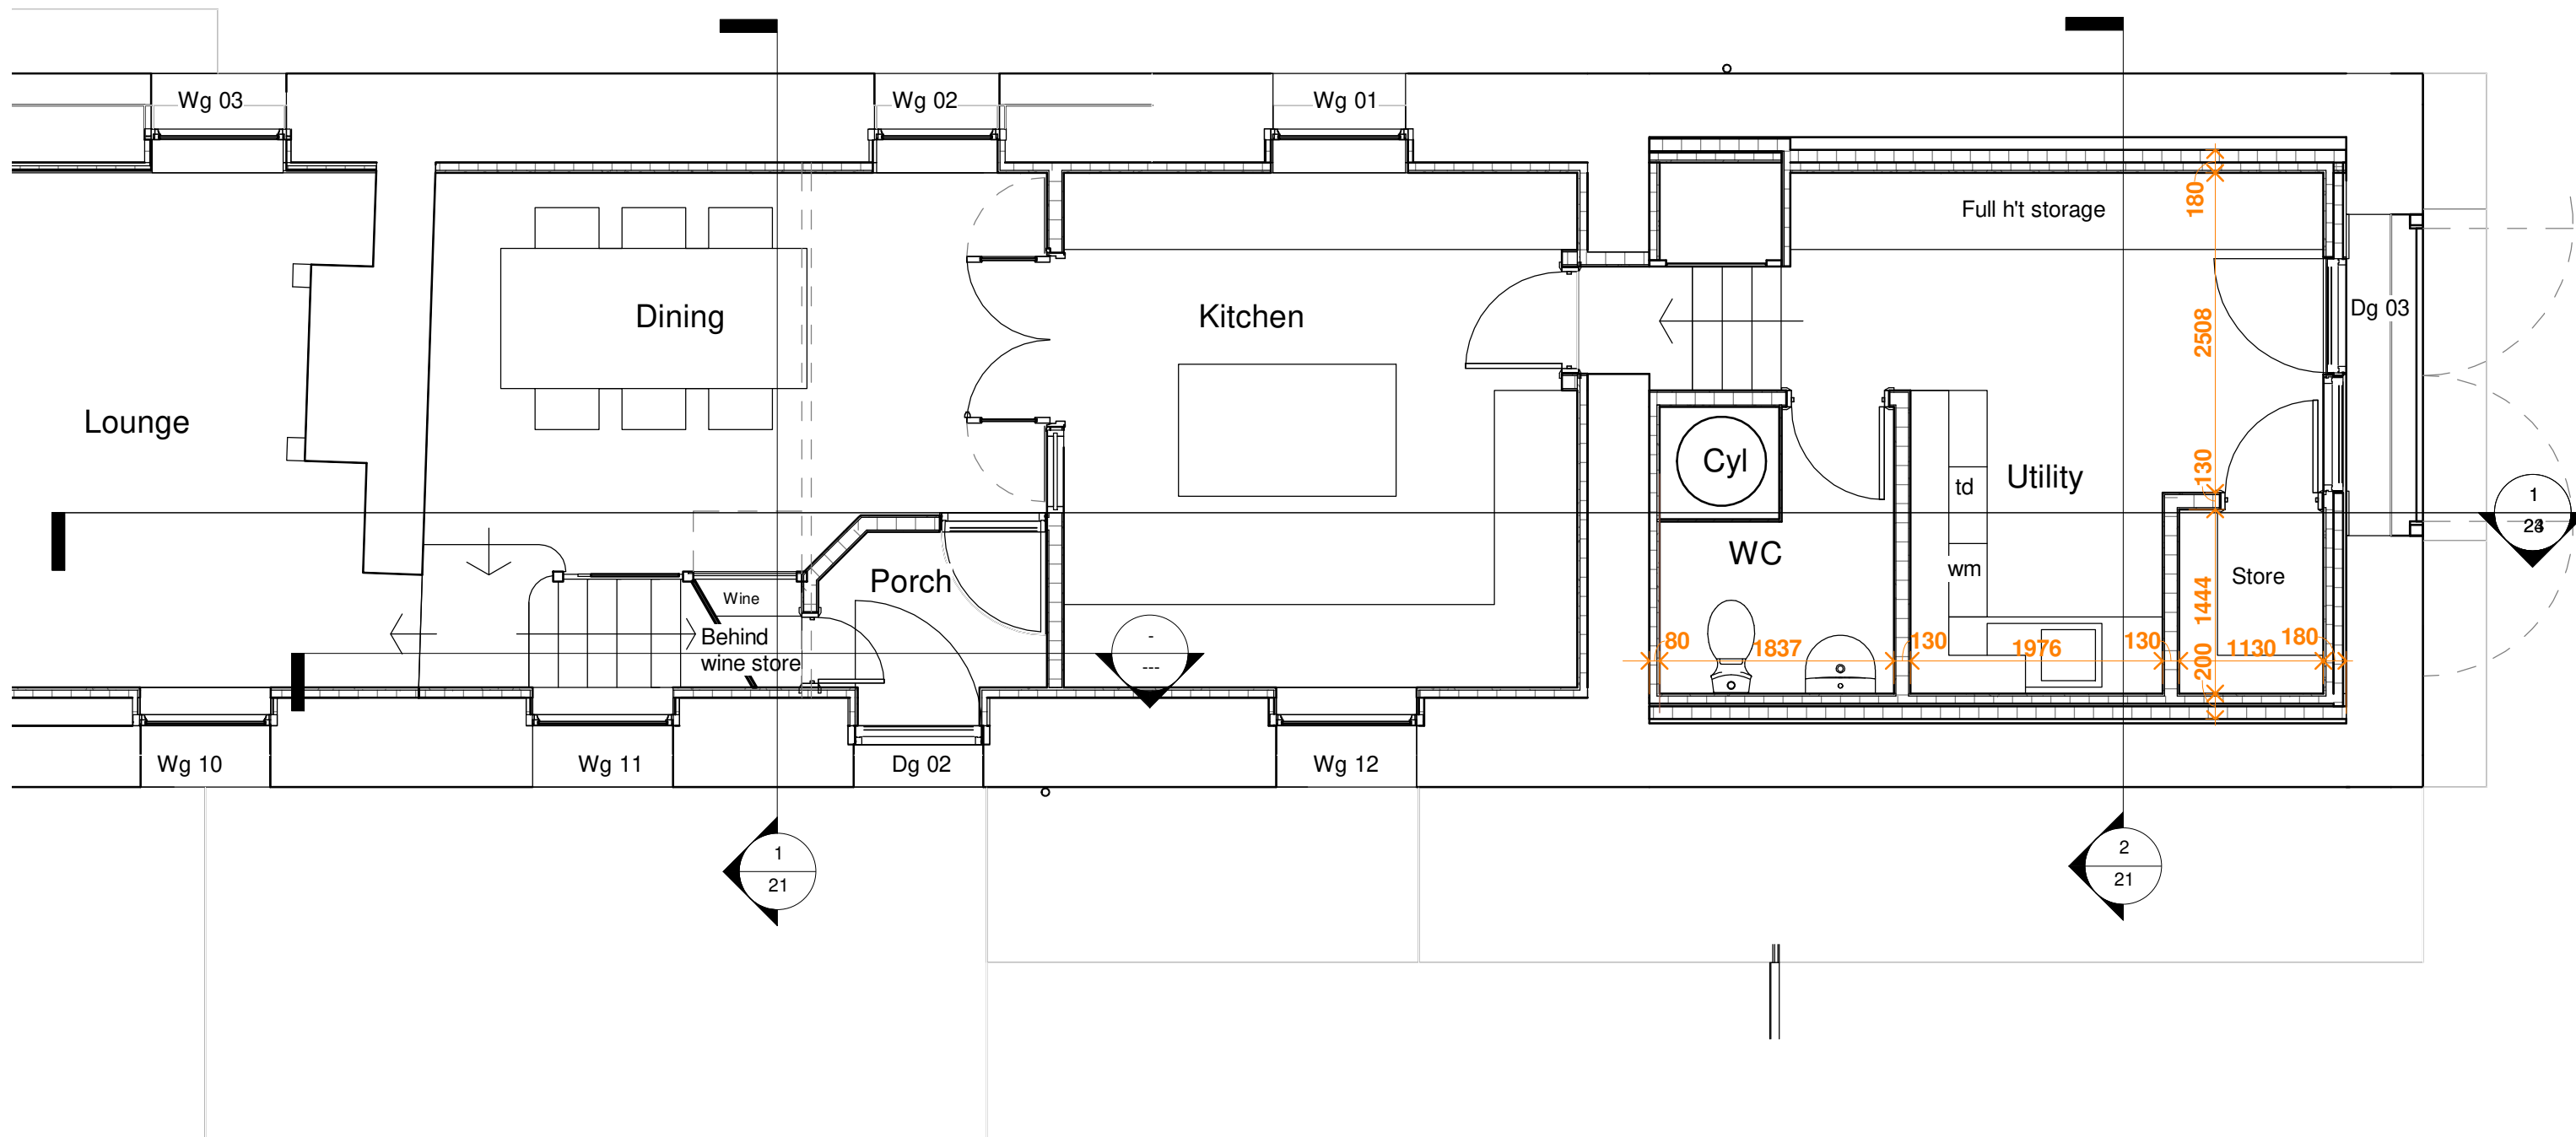 Wg 03
Wg 02
Wg 01
Full h't storage
180
Dining
Kitchen
2508
Dg 03
Lounge
Cyl
130
td
Utility
1
WC
wm
Store
Porch
Wine
1444
Behind
wine store
-
---
80
1837
130
1976
130
200
1130
180
Wg 10
Wg 11
Dg 02
Wg 12
1
21
2
21